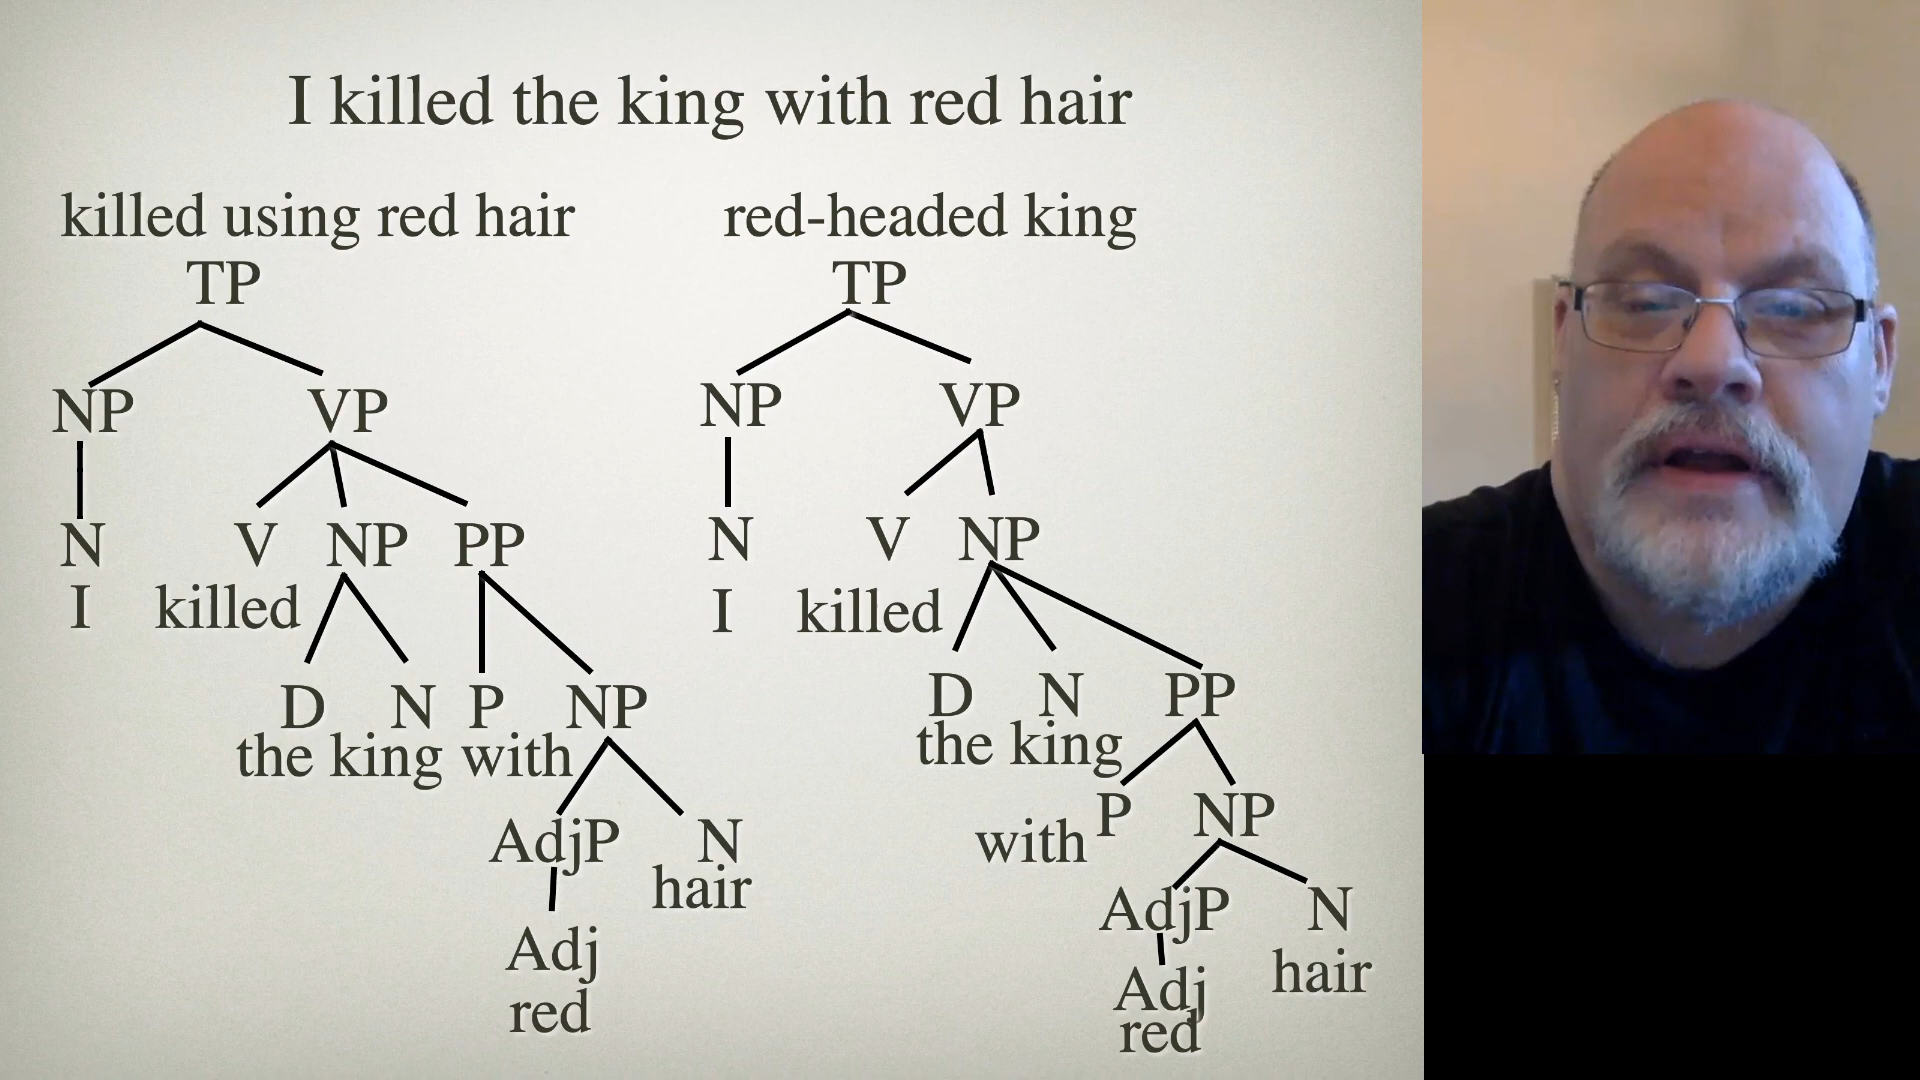 I killed the king with red hair
killed using red hair
TP
NP VP
N V NP PP
I killed
D N P NP
the king with
AdjP N
hair
Adj
red
red-headed king
TP
NP VP
N V NP
I killed
D N PP
the king
P NP
with
AdjP N
Adj hair
red